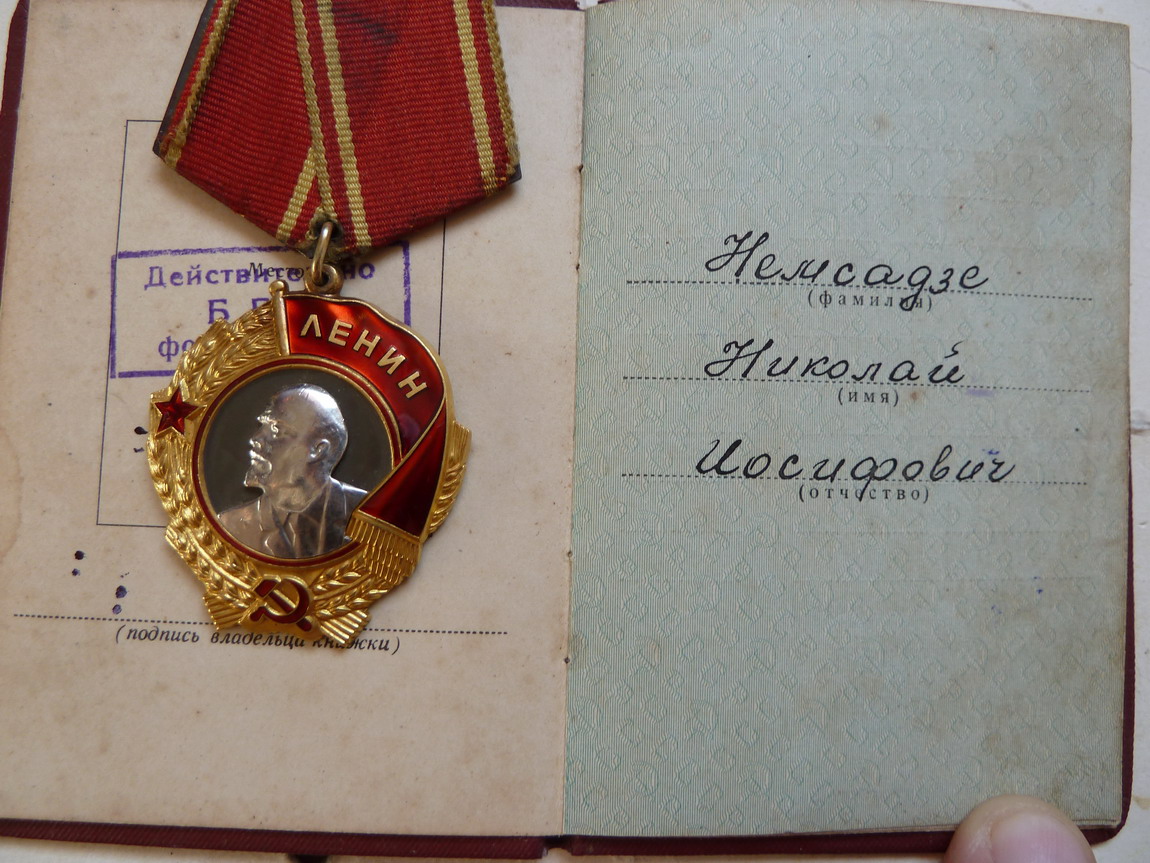 Действительно
Б
ЛЕНИН
(подпись владельца книжки)
Немсадзе
(фамилия)
Николай
(имя)
Иосифович
(отчество)